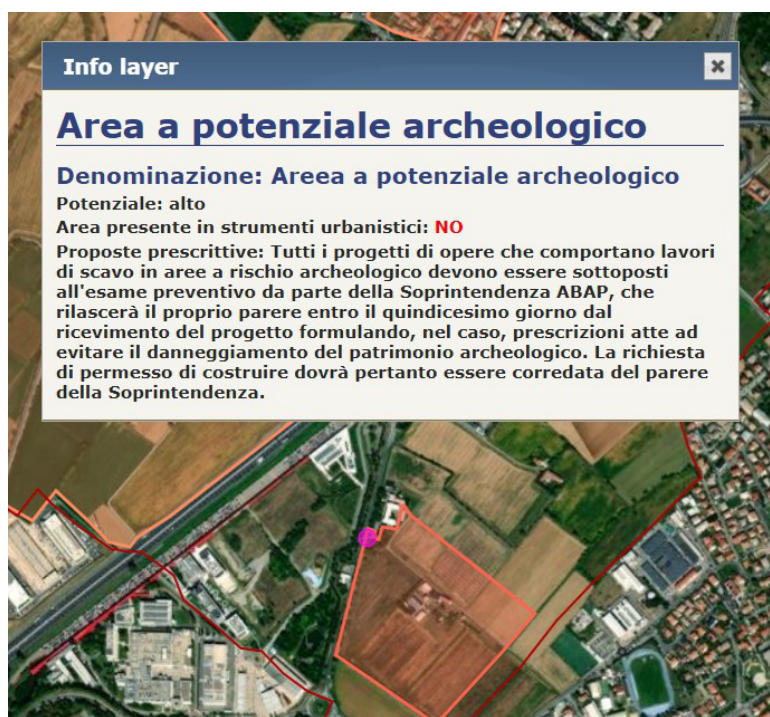 Info layer
Area a potenziale archeologico
Denominazione: Areea a potenziale archeologico
Potenziale: alto
Area presente in strumenti urbanistici: NO
Proposte prescrittive: Tutti i progetti di opere che comportano lavori
di scavo in aree a rischio archeologico devono essere sottoposti
all'esame preventivo da parte della Soprintendenza ABAP, che
rilascerà il proprio parere entro il quindicesimo giorno dal
ricevimento del progetto formulando, nel caso, prescrizioni atte ad
evitare il danneggiamento del patrimonio archeologico. La richiesta
di permesso di costruire dovrà pertanto essere corredata del parere
della Soprintendenza.